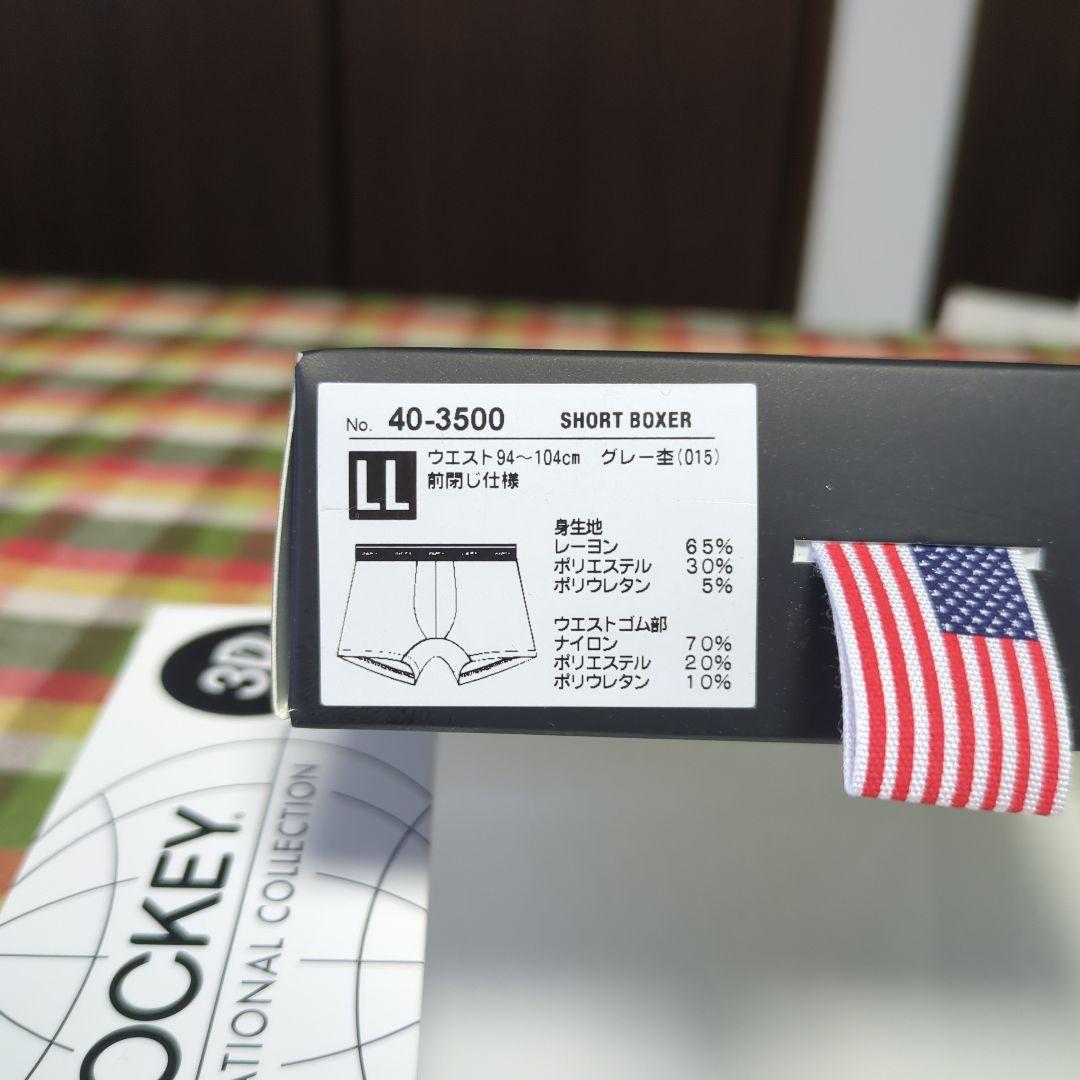 No. 40-3500 SHORT BOXER
LL
ウエスト94～104cm グレー杢(015)
前閉じ仕様
身生地
レーヨン 65%
ポリエステル 30%
ポリウレタン 5%
ウエストゴム部
ナイロン 70%
ポリエステル 20%
ポリウレタン 10%
3D
OCKEY.
ATIONAL COLLECTION